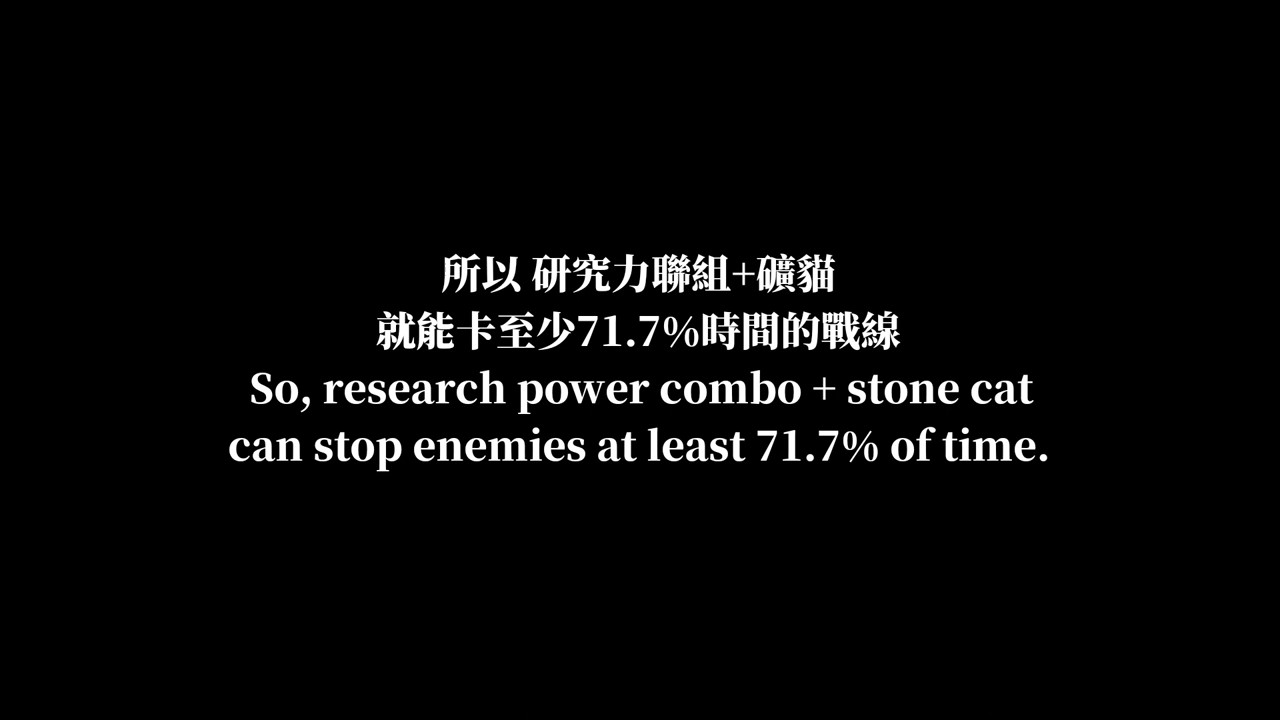 所以 研究力聯組+礦貓
就能卡至少71.7%時間的戰線
So, research power combo + stone cat
can stop enemies at least 71.7% of time.